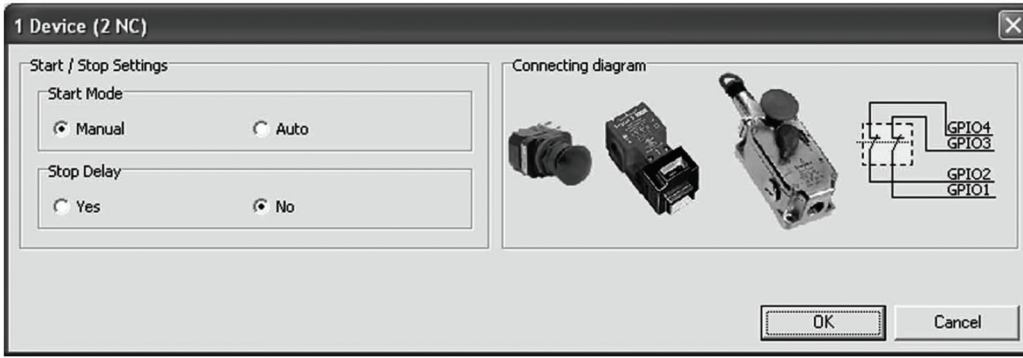 1 Device (2 NC)
Start / Stop Settings
Start Mode
Manual
Auto
Stop Delay
Yes
No
Connecting diagram
GPIO4
GPIO3
GPIO2
GPIO1
OK
Cancel